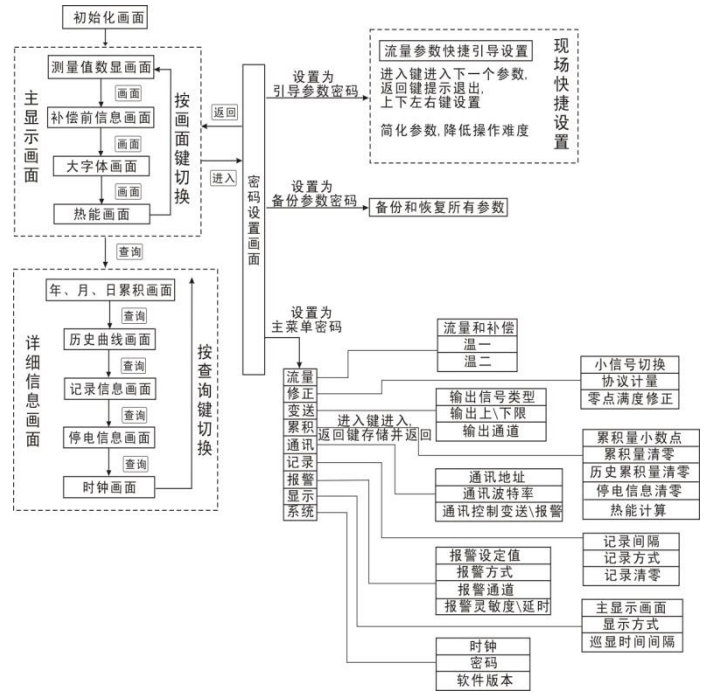 初始化画面
测量值数显画面
画面
补偿前信息画面
画面
大字体画面
画面
热能画面
主显示画面
按画面键切换
返回
进入
查询
年、月、日累积画面
查询
历史曲线画面
查询
记录信息画面
查询
停电信息画面
查询
时钟画面
详细信息画面
按查询键切换
密码设置画面
设置为
引导参数密码
流量参数快捷引导设置
进入键进入下一个参数,
返回键提示退出,
上下左右键设置
简化参数,降低操作难度
现场快捷设置
设置为
备份参数密码
备份和恢复所有参数
设置为
主菜单密码
流量
修正
变送
累积
通讯
记录
报警
显示
系统
流量和补偿
温一
温二
小信号切换
协议计量
零点满度修正
输出信号类型
输出上\下限
输出通道
进入键进入,
返回键存储并返回
累积量小数点
累积量清零
历史累积量清零
停电信息清零
热能计算
通讯地址
通讯波特率
通讯控制变送\报警
记录间隔
记录方式
记录清零
报警设定值
报警方式
报警通道
报警灵敏度\延时
主显示画面
显示方式
巡显时间间隔
时钟
密码
软件版本